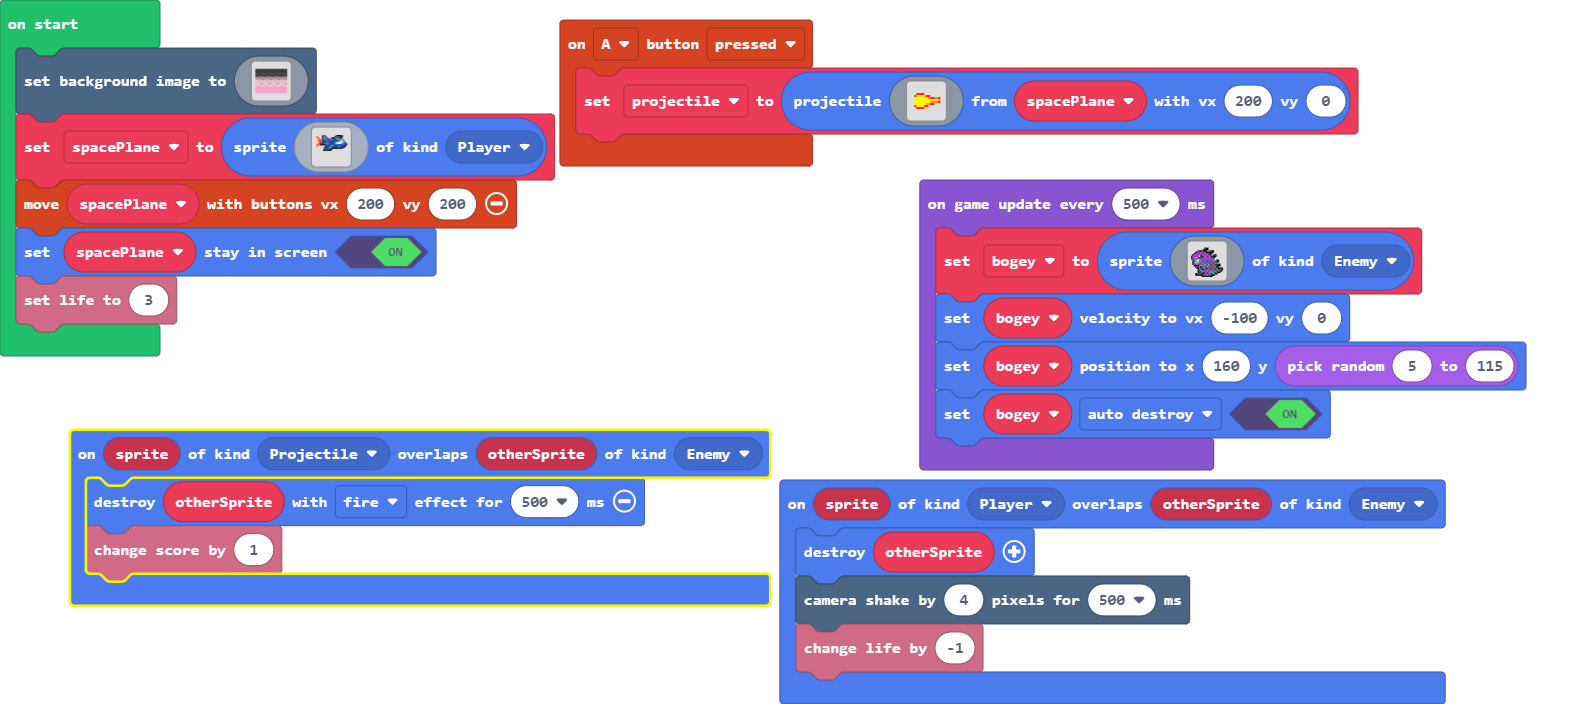 on start
set background image to
set spacePlane to sprite of kind Player
move spacePlane with buttons vx 200 vy 200
set spacePlane stay in screen ON
set life to 3
on A button pressed
set projectile to projectile from spacePlane with vx 200 vy 0
on game update every 500 ms
set bogey to sprite of kind Enemy
set bogey velocity to vx -100 vy 0
set bogey position to x 160 y pick random 5 to 115
set bogey auto destroy ON
on sprite of kind Projectile overlaps otherSprite of kind Enemy
destroy otherSprite with fire effect for 500 ms
change score by 1
on sprite of kind Player overlaps otherSprite of kind Enemy
destroy otherSprite
camera shake by 4 pixels for 500 ms
change life by -1